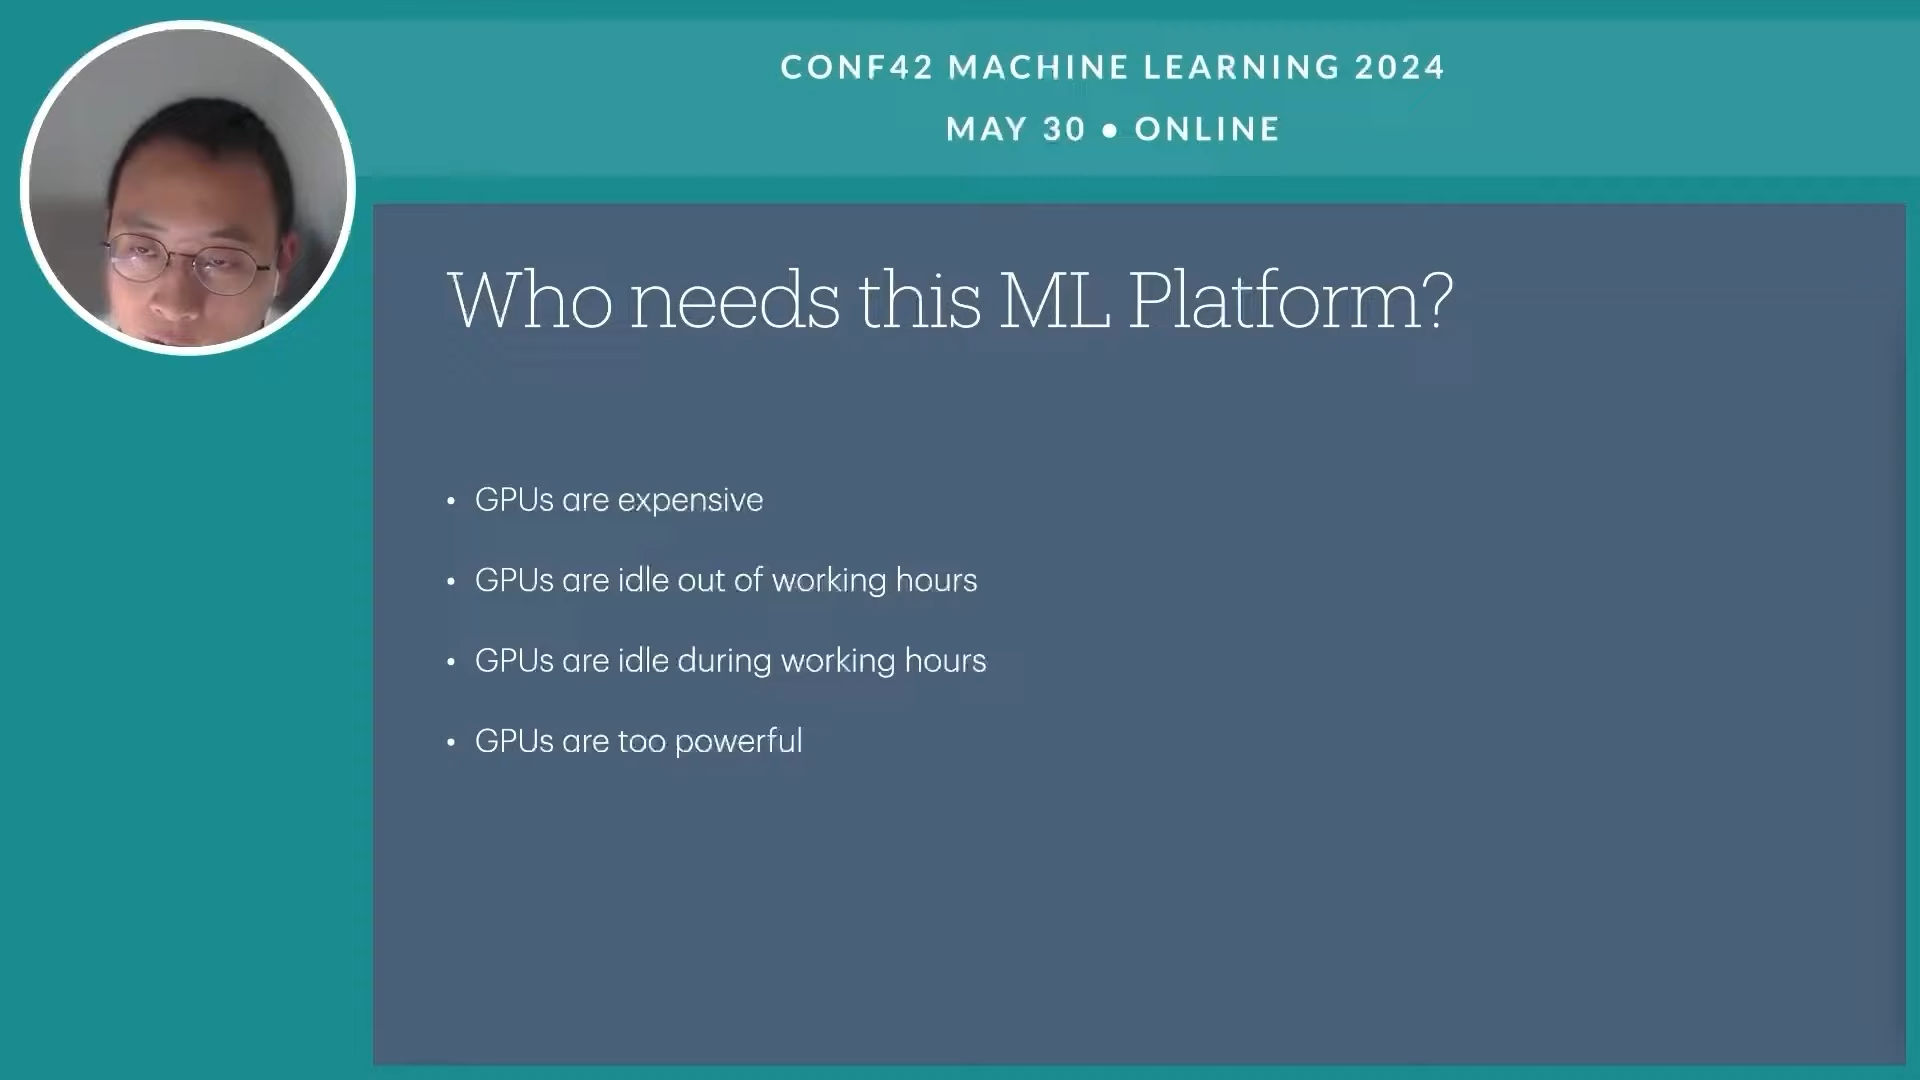 CONF42 MACHINE LEARNING 2024
MAY 30 • ONLINE
Who needs this ML Platform?
• GPUs are expensive
• GPUs are idle out of working hours
• GPUs are idle during working hours
• GPUs are too powerful